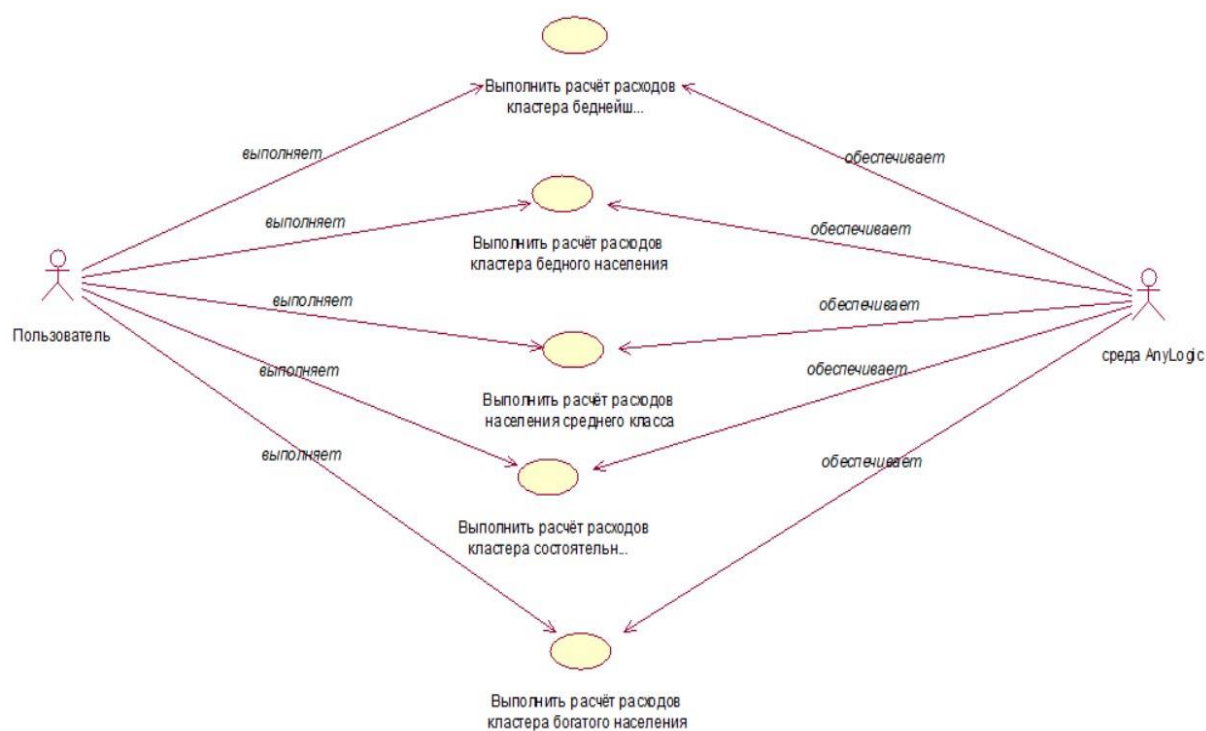 Выполнить расчёт расходов
кластера беднейш...
выполняет
обеспечивает
выполняет
обеспечивает
Выполнить расчёт расходов
кластера бедного населения
выполняет
обеспечивает
Пользователь
среда AnyLogic
выполняет
обеспечивает
Выполнить расчёт расходов
населения среднего класса
выполняет
обеспечивает
Выполнить расчёт расходов
кластера состоятельн...
Выполнить расчёт расходов
кластера богатого населения